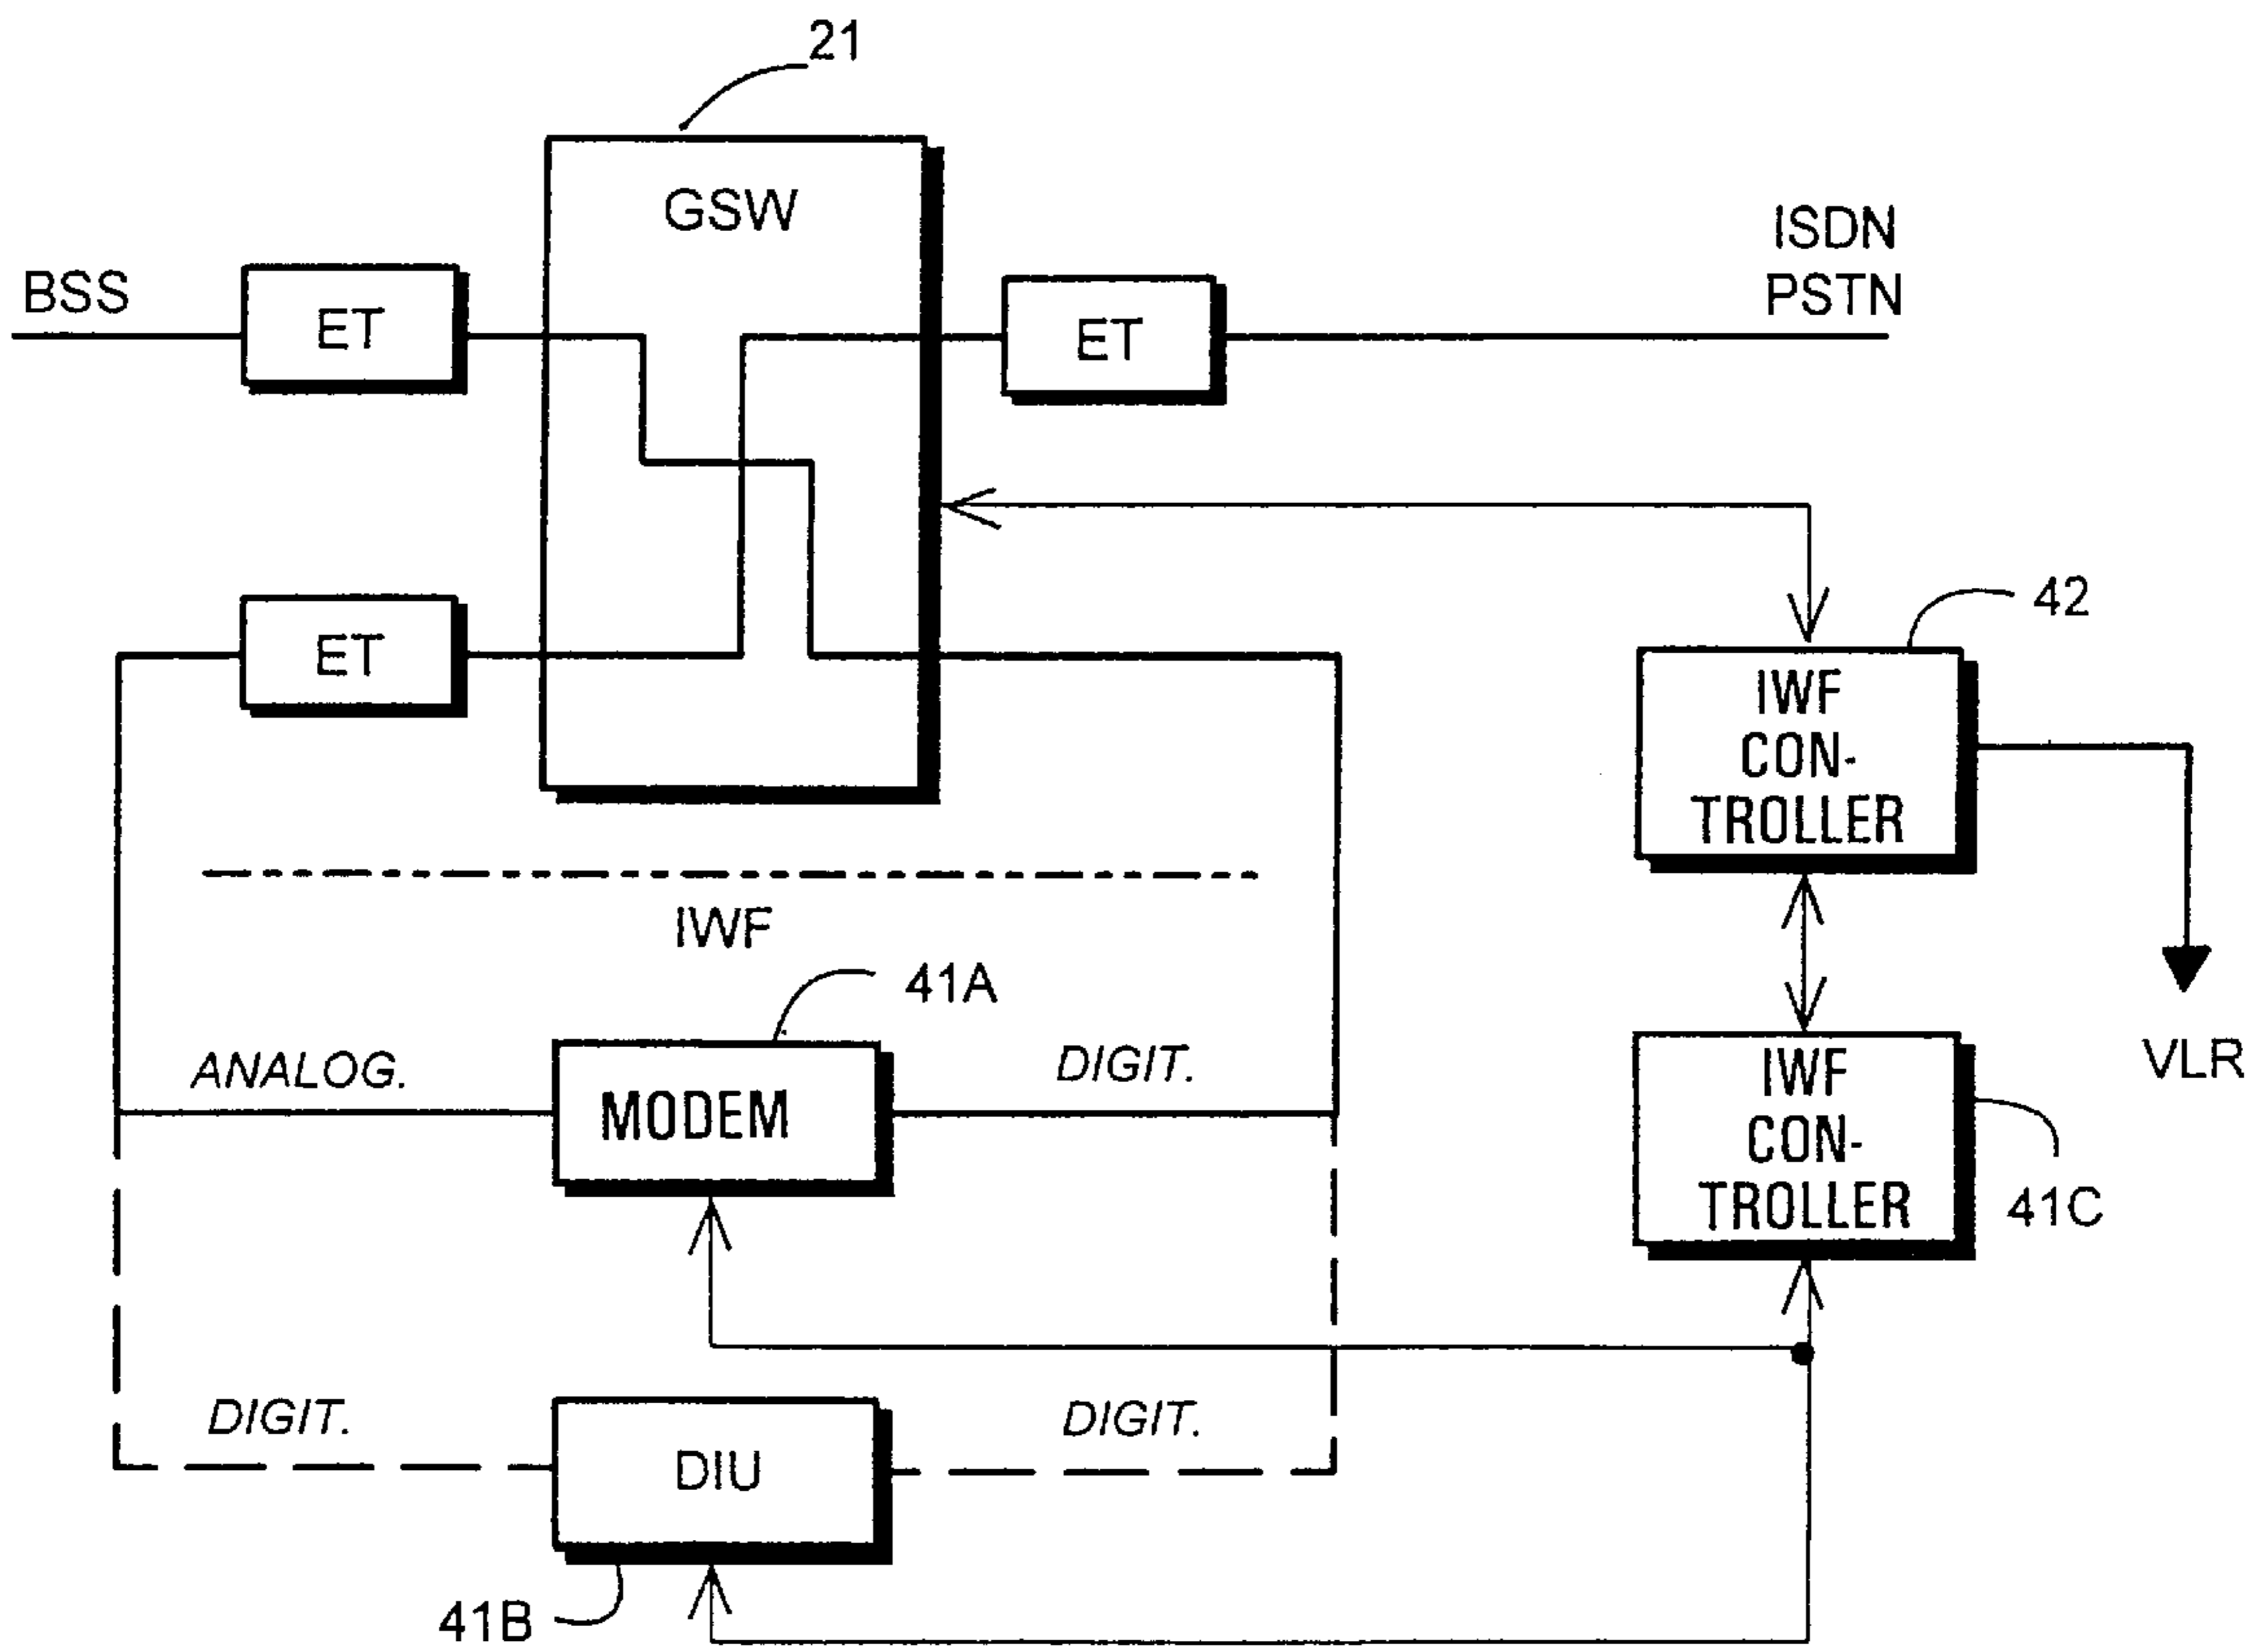 21
GSW
ISDN
PSTN
BSS
ET
ET
ET
42
IWF
CON-
TROLLER
IWF
41A
ANALOG.
MODEM
DIGIT.
VLR
IWF
CON-
TROLLER
41C
DIGIT.
DIU
DIGIT.
41B